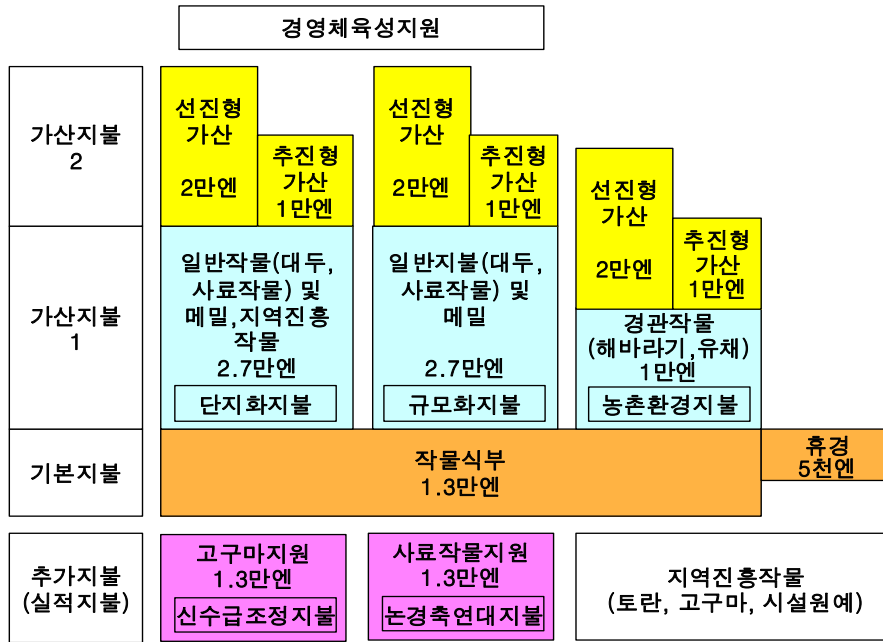 경영체육성지원
가산지불
2
선진형
가산
2만엔
추진형
가산
1만엔
선진형
가산
2만엔
추진형
가산
1만엔
선진형
가산
2만엔
추진형
가산
1만엔
가산지불
1
일반작물(대두,
사료작물) 및
메밀,지역진흥
작물
2.7만엔
단지화지불
일반지불(대두,
사료작물) 및
메밀
2.7만엔
규모화지불
경관작물
(해바라기,유채)
1만엔
농촌환경지불
기본지불
작물식부
1.3만엔
휴경
5천엔
추가지불
(실적지불)
고구마지원
1.3만엔
신수급조정지불
사료작물지원
1.3만엔
논경축연대지불
지역진흥작물
(토란, 고구마, 시설원예)